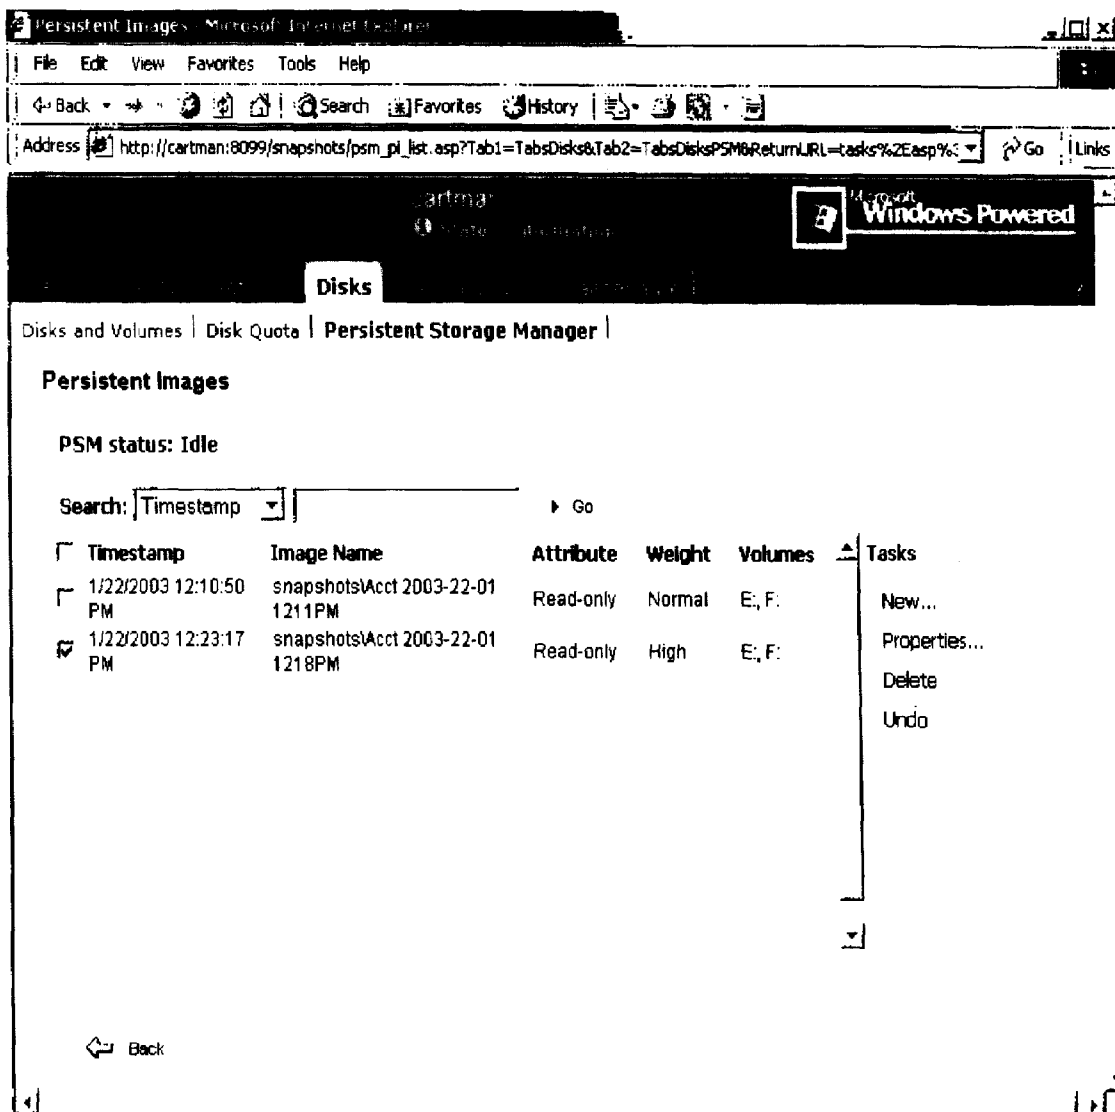 Persistent Images - Microsoft Internet Explorer
File Edit View Favorites Tools Help
Back Search Favorites History
Address http://cartman:8099/snapshots/psm_pi_list.asp?Tab1=TabsDisks&Tab2=TabsDisksPSM&ReturnURL=tasks%2Easp%3 Go Links
cartman
Microsoft
Windows Powered
Disks
Disks and Volumes | Disk Quota | Persistent Storage Manager |
Persistent Images
PSM status: Idle
Search: Timestamp Go
Timestamp Image Name Attribute Weight Volumes Tasks
1/22/2003 12:10:50 PM snapshots\Acct 2003-22-01 1211PM Read-only Normal E:, F:
1/22/2003 12:23:17 PM snapshots\Acct 2003-22-01 1218PM Read-only High E:, F:
New...
Properties...
Delete
Undo
Back